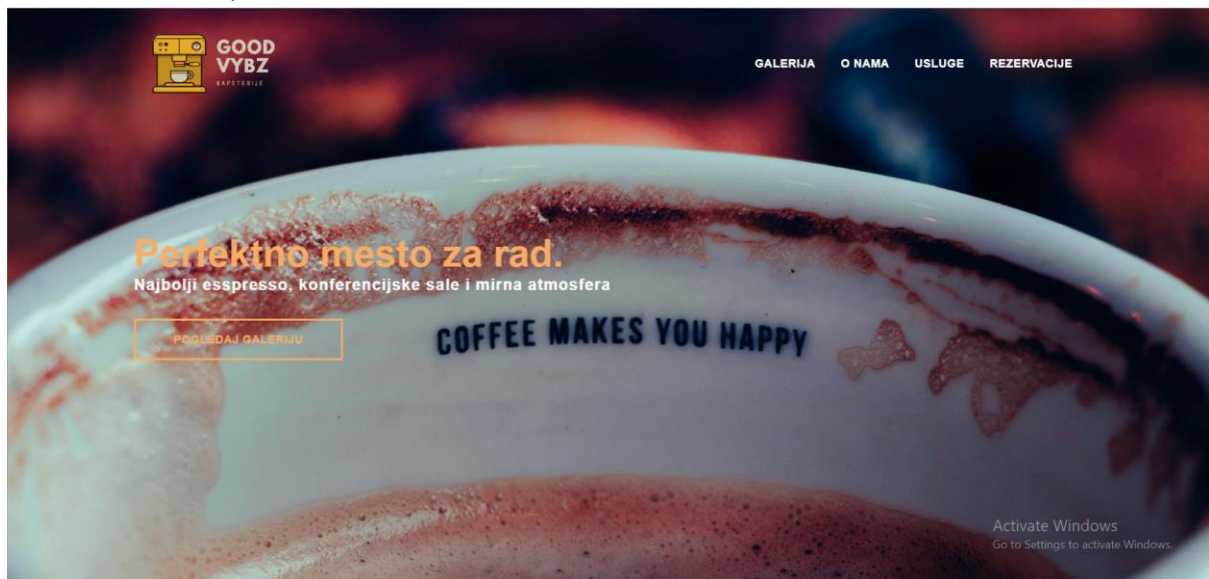 GOOD
VYBZ
KAFETERIJE
GALERIJA O NAMA USLUGE REZERVACIJE
Perfektno mesto za rad.
Najbolji esspresso, konferencijske sale i mirna atmosfera
POGLEDAJ GALERIJU
COFFEE MAKES YOU HAPPY
Activate Windows
Go to Settings to activate Windows.